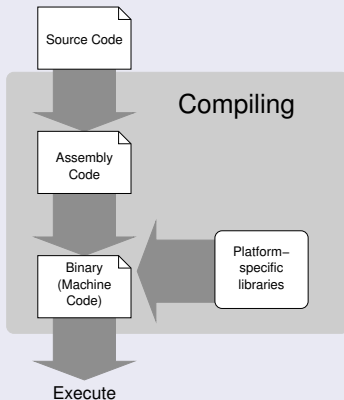 Source Code
Compiling
Assembly
Code
Binary
(Machine
Code)
Platform−
specific
libraries
Execute